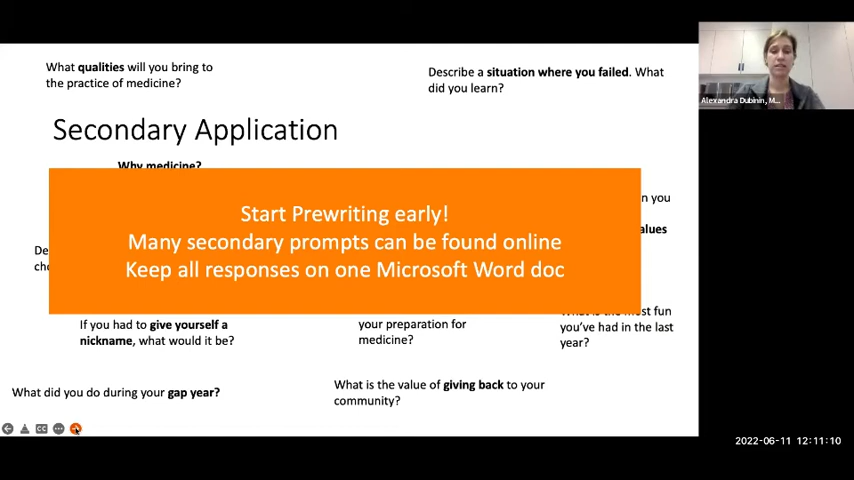 What qualities will you bring to
the practice of medicine?
Describe a situation where you failed. What
did you learn?
Alexandra Dubinin, M...
Secondary Application
Why medicine?
Start Prewriting early!
Many secondary prompts can be found online
Keep all responses on one Microsoft Word doc
you
What is the most fun
you've had in the last
year?
If you had to give yourself a
nickname, what would it be?
your preparation for
medicine?
What did you do during your gap year?
What is the value of giving back to your
community?
CC
2022-06-11 12:11:10